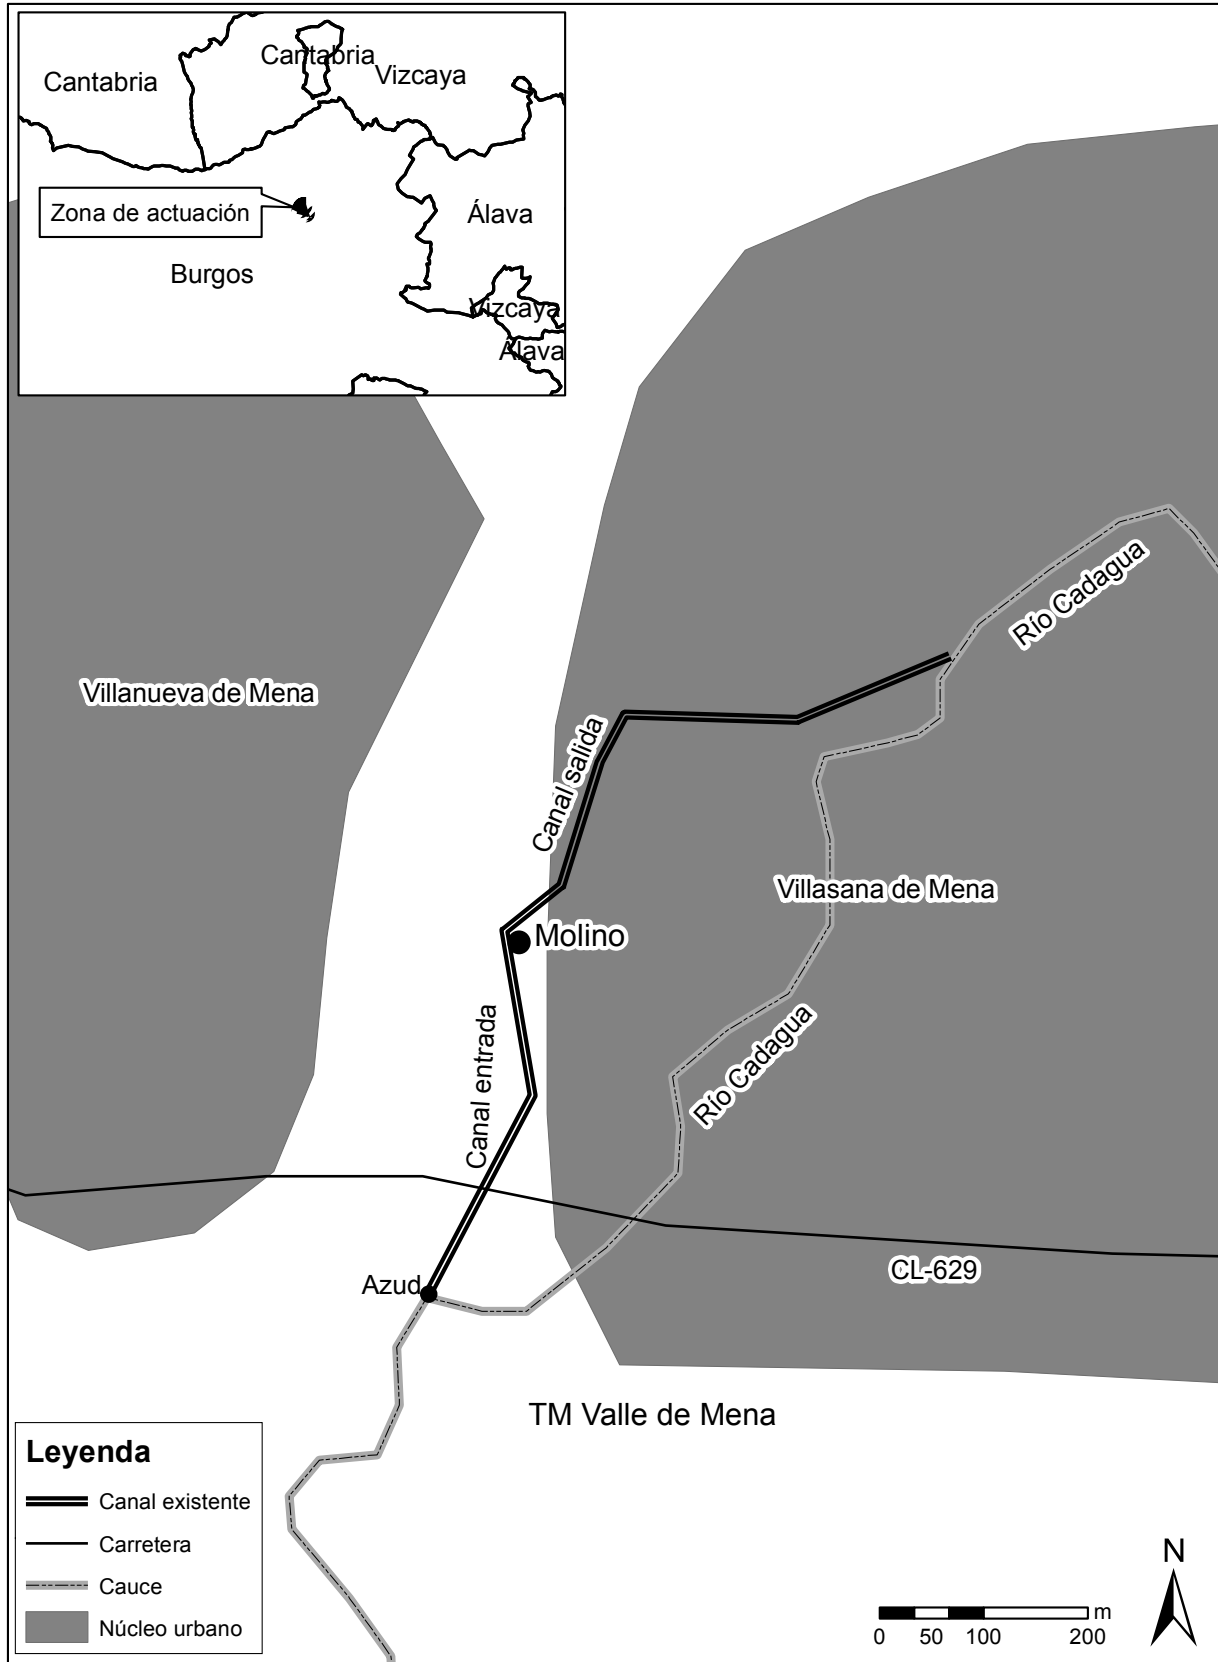 Cantabria
Cantabria
Vizcaya
Zona de actuación
Álava
Burgos
Vizcaya
Álava
Río Cadagua
Villanueva de Mena
Canal salida
Villasana de Mena
Molino
Canal entrada
Río Cadagua
CL-629
Azud
TM Valle de Mena
Leyenda
Canal existente
Carretera
Cauce
Núcleo urbano
N
m
0 50 100 200